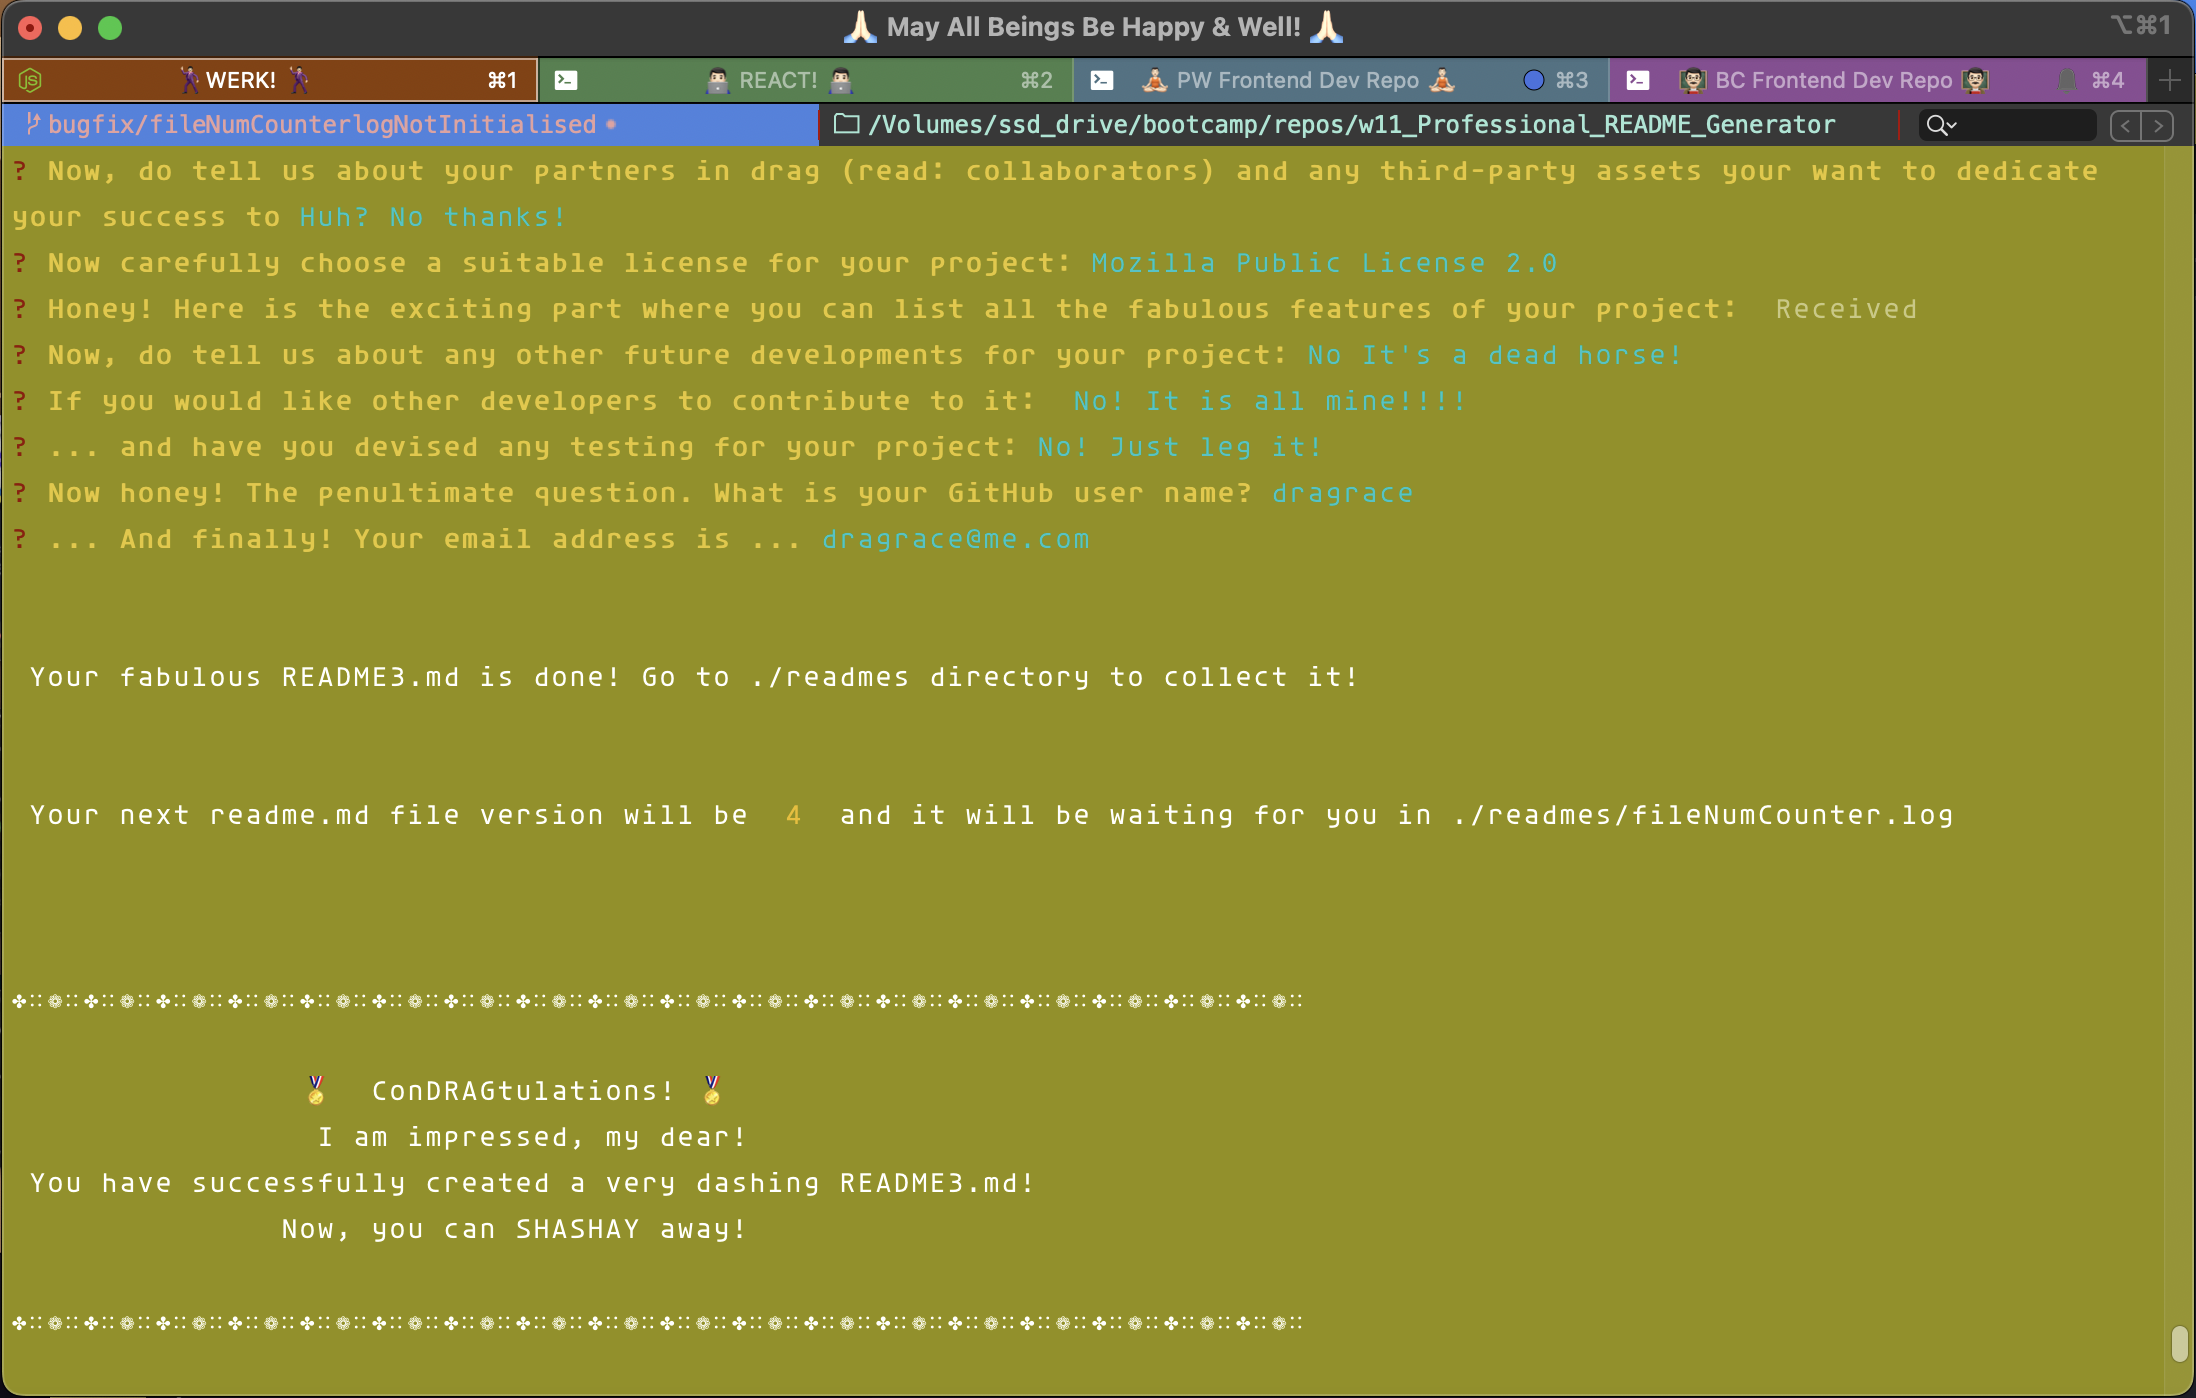 🙏🏻 May All Beings Be Happy & Well! 🙏🏻 ⌥⌘1
WERK! ⌘1 REACT! ⌘2 PW Frontend Dev Repo ⌘3 BC Frontend Dev Repo ⌘4
bugfix/fileNumCounterlogNotInitialised /Volumes/ssd_drive/bootcamp/repos/w11_Professional_README_Generator
? Now, do tell us about your partners in drag (read: collaborators) and any third-party assets your want to dedicate
your success to Huh? No thanks!
? Now carefully choose a suitable license for your project: Mozilla Public License 2.0
? Honey! Here is the exciting part where you can list all the fabulous features of your project: Received
? Now, do tell us about any other future developments for your project: No It's a dead horse!
? If you would like other developers to contribute to it: No! It is all mine!!!!
? ... and have you devised any testing for your project: No! Just leg it!
? Now honey! The penultimate question. What is your GitHub user name? dragrace
? ... And finally! Your email address is ... dragrace@me.com
Your fabulous README3.md is done! Go to ./readmes directory to collect it!
Your next readme.md file version will be 4 and it will be waiting for you in ./readmes/fileNumCounter.log
🏅 ConDRAGtulations! 🏅
I am impressed, my dear!
You have successfully created a very dashing README3.md!
Now, you can SHASHAY away!